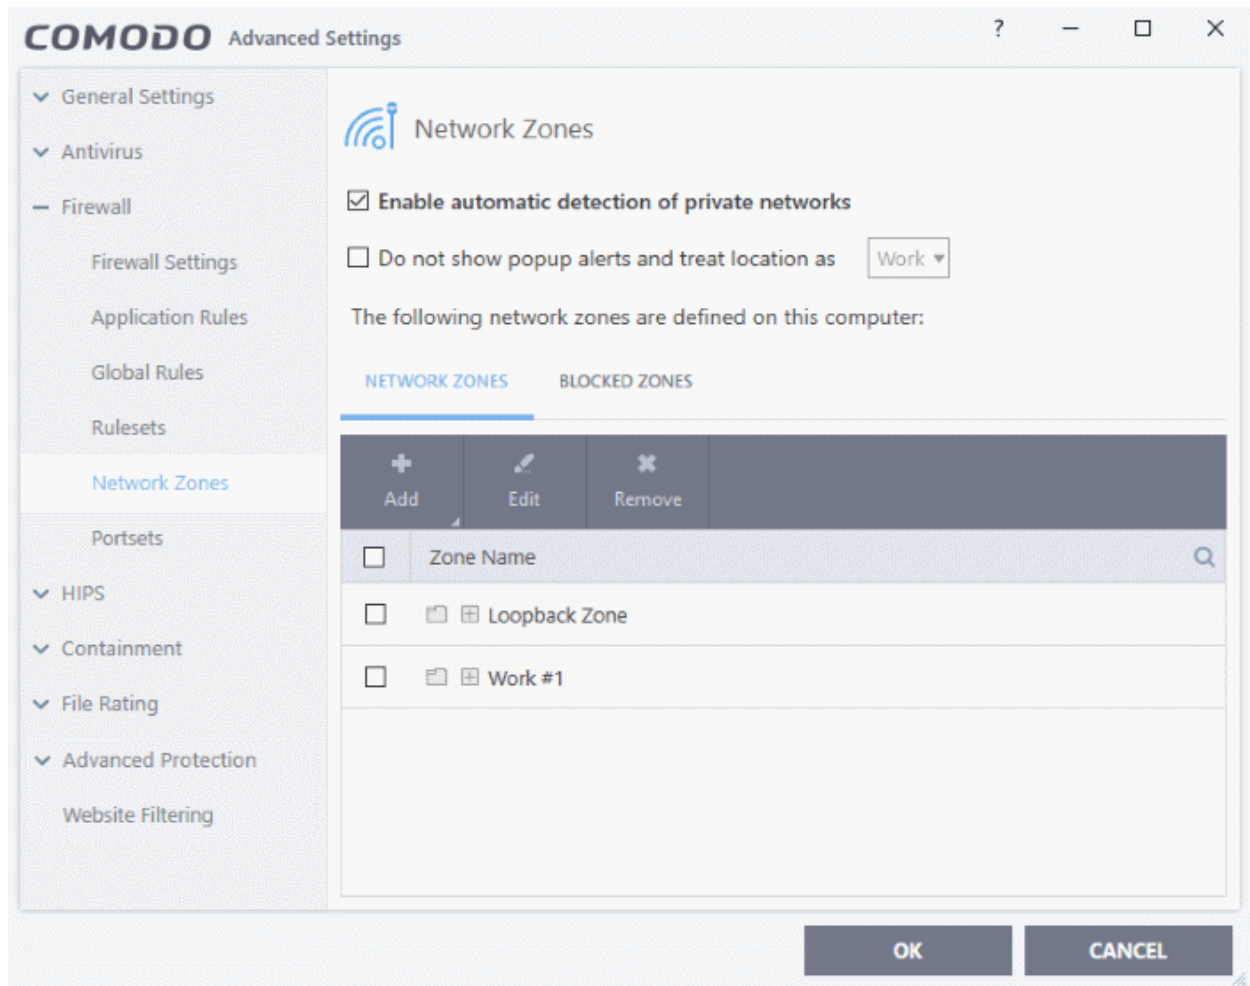 COMODO Advanced Settings ?
General Settings
Antivirus
Firewall
Firewall Settings
Application Rules
Global Rules
Rulesets
Network Zones
Portsets
HIPS
Containment
File Rating
Advanced Protection
Website Filtering
Network Zones
Enable automatic detection of private networks
Do not show popup alerts and treat location as Work
The following network zones are defined on this computer:
NETWORK ZONES BLOCKED ZONES
Add Edit Remove
Zone Name
Loopback Zone
Work #1
OK CANCEL